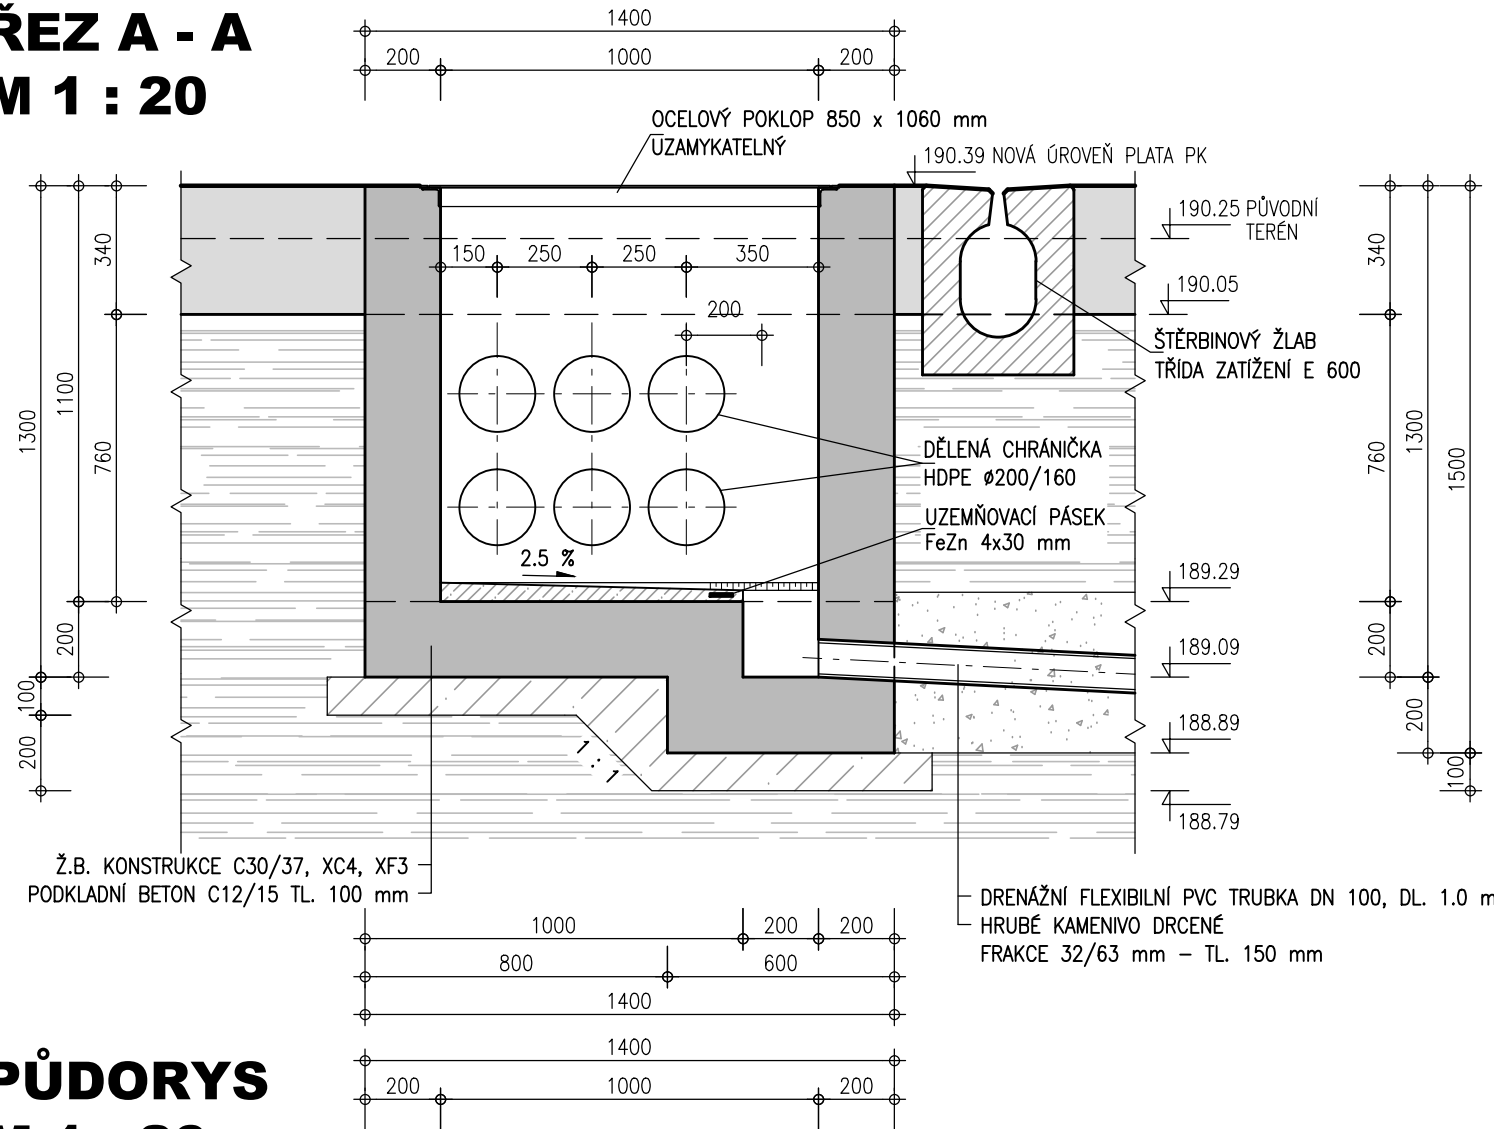 ŘEZ A - A
M 1 : 20
1400
200
1000
200
OCELOVÝ POKLOP 850 x 1060 mm
UZAMYKATELNÝ
190.39 NOVÁ ÚROVEŇ PLATA PK
190.25 PŮVODNÍ
TERÉN
190.05
340
150
250
250
350
200
340
ŠTĚRBINOVÝ ŽLAB
TŘÍDA ZATÍŽENÍ E 600
1300
1100
760
760
1300
1500
DĚLENÁ CHRÁNIČKA
HDPE ø200/160
UZEMŇOVACÍ PÁSEK
FeZn 4x30 mm
2.5 %
189.29
200
200
189.09
100
200
188.89
200
100
1 : 1
188.79
Ž.B. KONSTRUKCE C30/37, XC4, XF3
PODKLADNÍ BETON C12/15 TL. 100 mm
DRENÁŽNÍ FLEXIBILNÍ PVC TRUBKA DN 100, DL. 1.0 m
HRUBÉ KAMENIVO DRCENÉ
FRAKCE 32/63 mm – TL. 150 mm
1000
200
200
800
600
1400
1400
PŮDORYS
200
1000
200